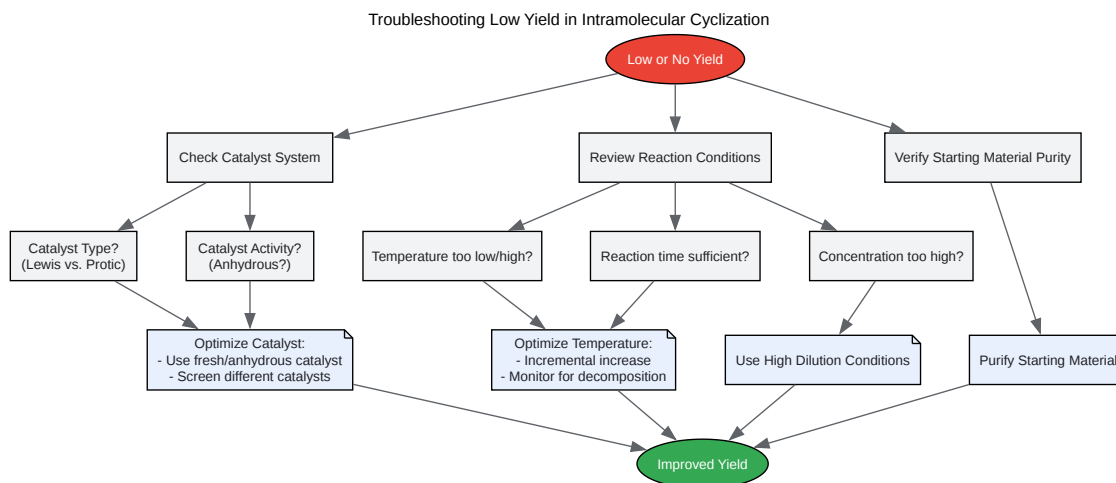 Troubleshooting Low Yield in Intramolecular Cyclization
Low or No Yield
Check Catalyst System
Review Reaction Conditions
Verify Starting Material Purity
Catalyst Type?
(Lewis vs. Protic)
Catalyst Activity?
(Anhydrous?)
Temperature too low/high?
Reaction time sufficient?
Concentration too high?
Optimize Catalyst:
- Use fresh/anhydrous catalyst
- Screen different catalysts
Optimize Temperature:
- Incremental increase
- Monitor for decomposition
Use High Dilution Conditions
Purify Starting Material
Improved Yield